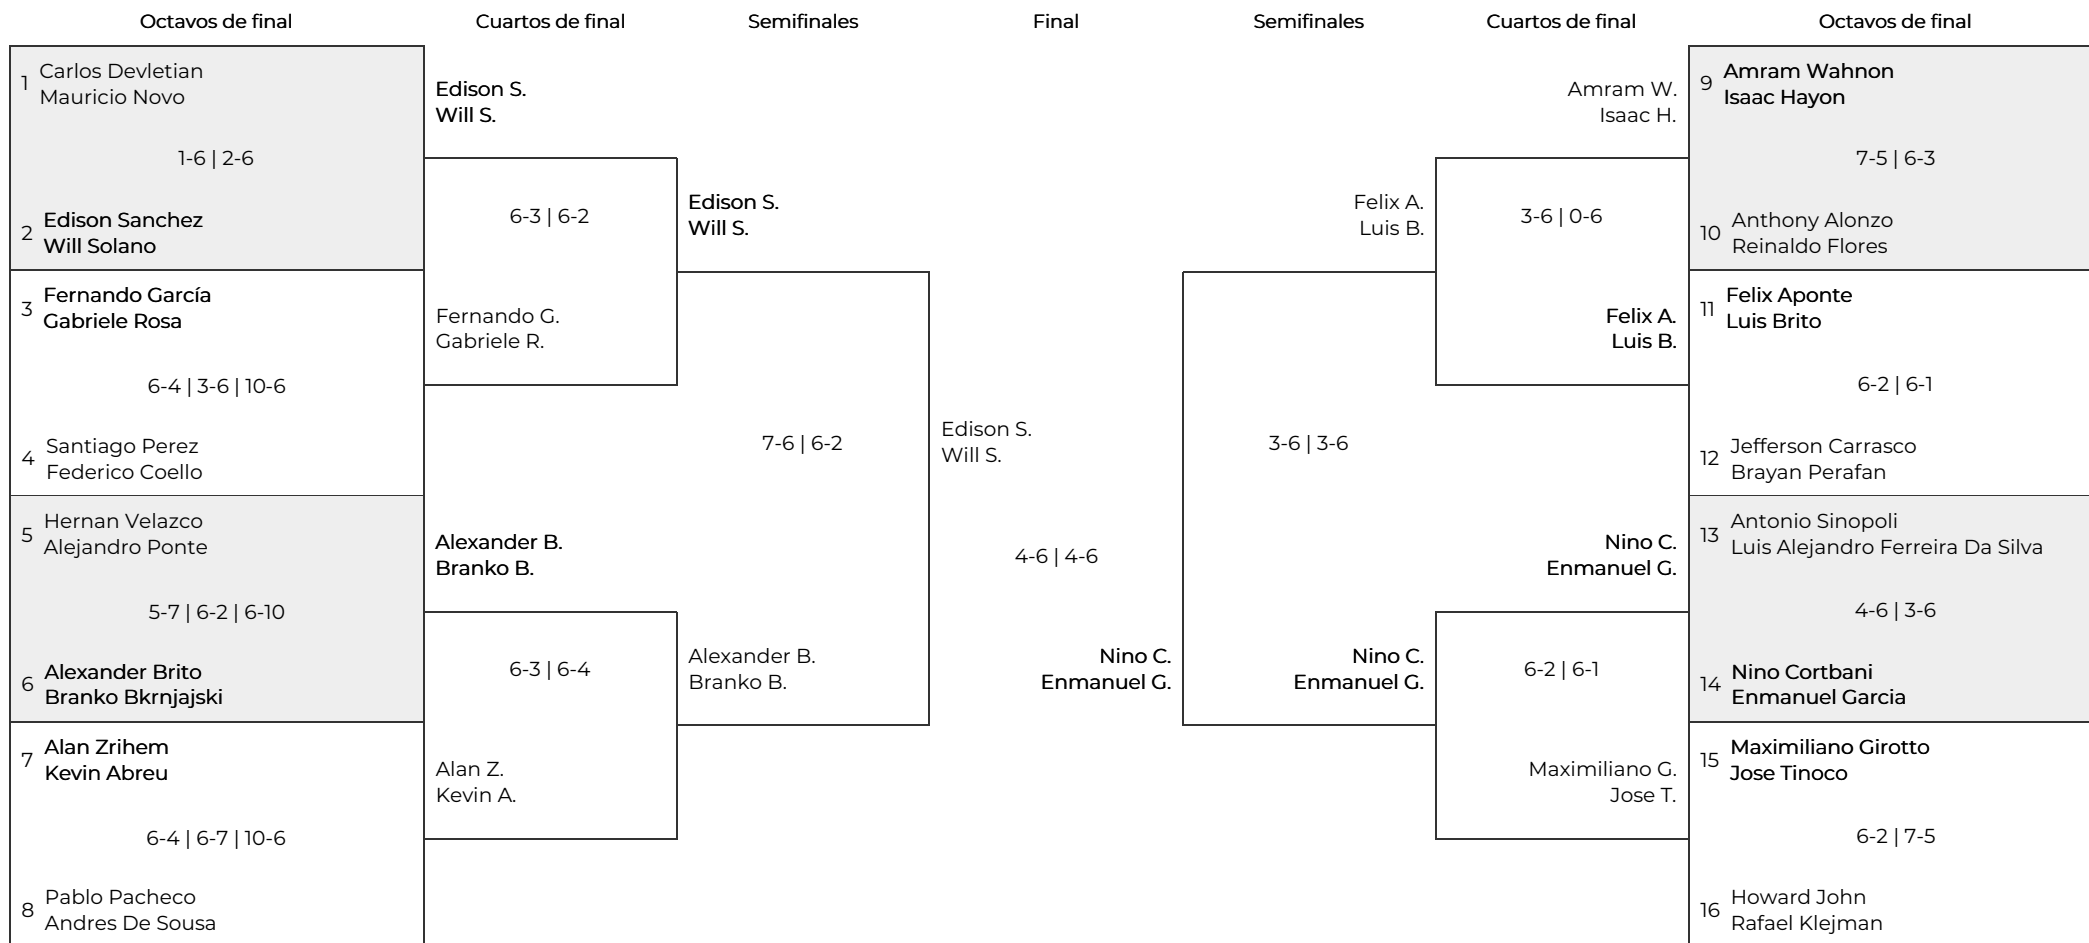 Octavos de final
Cuartos de final
Semifinales
Final
Semifinales
Cuartos de final
Octavos de final
1
Carlos Devletian
Mauricio Novo
1-6 | 2-6
2
Edison Sanchez
Will Solano
3
Fernando García
Gabriele Rosa
6-4 | 3-6 | 10-6
4
Santiago Perez
Federico Coello
5
Hernan Velazco
Alejandro Ponte
5-7 | 6-2 | 6-10
6
Alexander Brito
Branko Bkrnjajski
7
Alan Zrihem
Kevin Abreu
6-4 | 6-7 | 10-6
8
Pablo Pacheco
Andres De Sousa
Edison S.
Will S.
6-3 | 6-2
Fernando G.
Gabriele R.
Alexander B.
Branko B.
6-3 | 6-4
Alan Z.
Kevin A.
Edison S.
Will S.
7-6 | 6-2
Alexander B.
Branko B.
Edison S.
Will S.
4-6 | 4-6
Nino C.
Enmanuel G.
Felix A.
Luis B.
3-6 | 3-6
Nino C.
Enmanuel G.
Amram W.
Isaac H.
3-6 | 0-6
Felix A.
Luis B.
Nino C.
Enmanuel G.
6-2 | 6-1
Maximiliano G.
Jose T.
9
Amram Wahnon
Isaac Hayon
7-5 | 6-3
10
Anthony Alonzo
Reinaldo Flores
11
Felix Aponte
Luis Brito
6-2 | 6-1
12
Jefferson Carrasco
Brayan Perafan
13
Antonio Sinopoli
Luis Alejandro Ferreira Da Silva
4-6 | 3-6
14
Nino Cortbani
Enmanuel Garcia
15
Maximiliano Girotto
Jose Tinoco
6-2 | 7-5
16
Howard John
Rafael Klejman